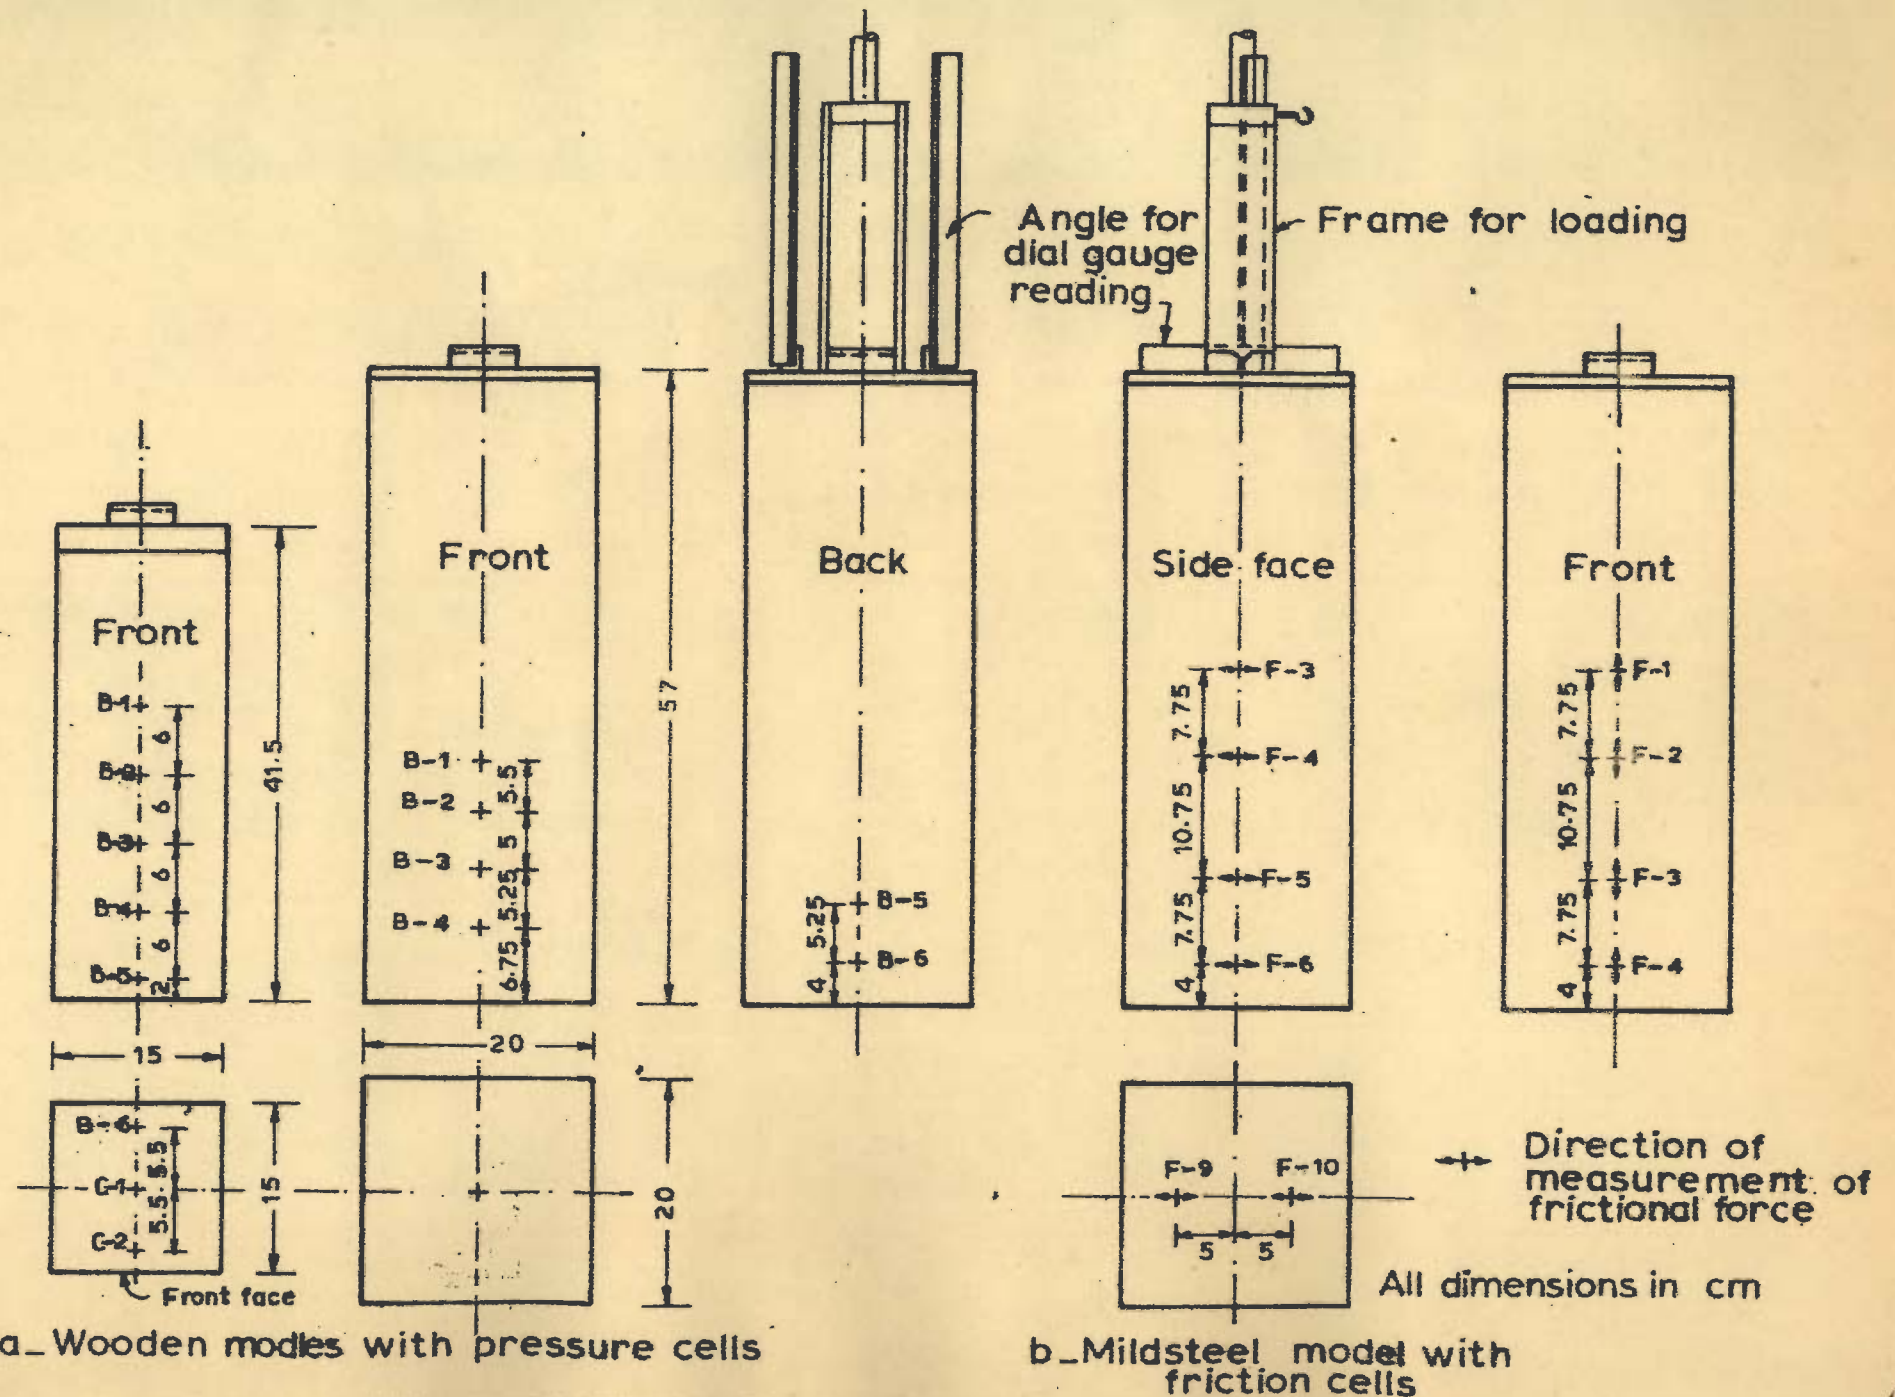 Angle for
dial gauge
reading
Frame for loading
Front
B-1
6
B-2
6
B-3
6
B-4
6
B-5
2
41.5
15
Front
B-1
5.5
B-2
5
B-3
5.25
B-4
6.75
57
20
Back
B-5
5.25
B-6
4
Side face
F-3
7.75
F-4
10.75
F-5
7.75
F-6
4
Front
F-1
7.75
F-2
10.75
F-3
7.75
F-4
4
B-6
5.5
C-1
5.5
C-2
15
Front face
20
F-9
F-10
5
5
Direction of
measurement of
frictional force
All dimensions in cm
a_Wooden modles with pressure cells
b_Mildsteel model with
friction cells